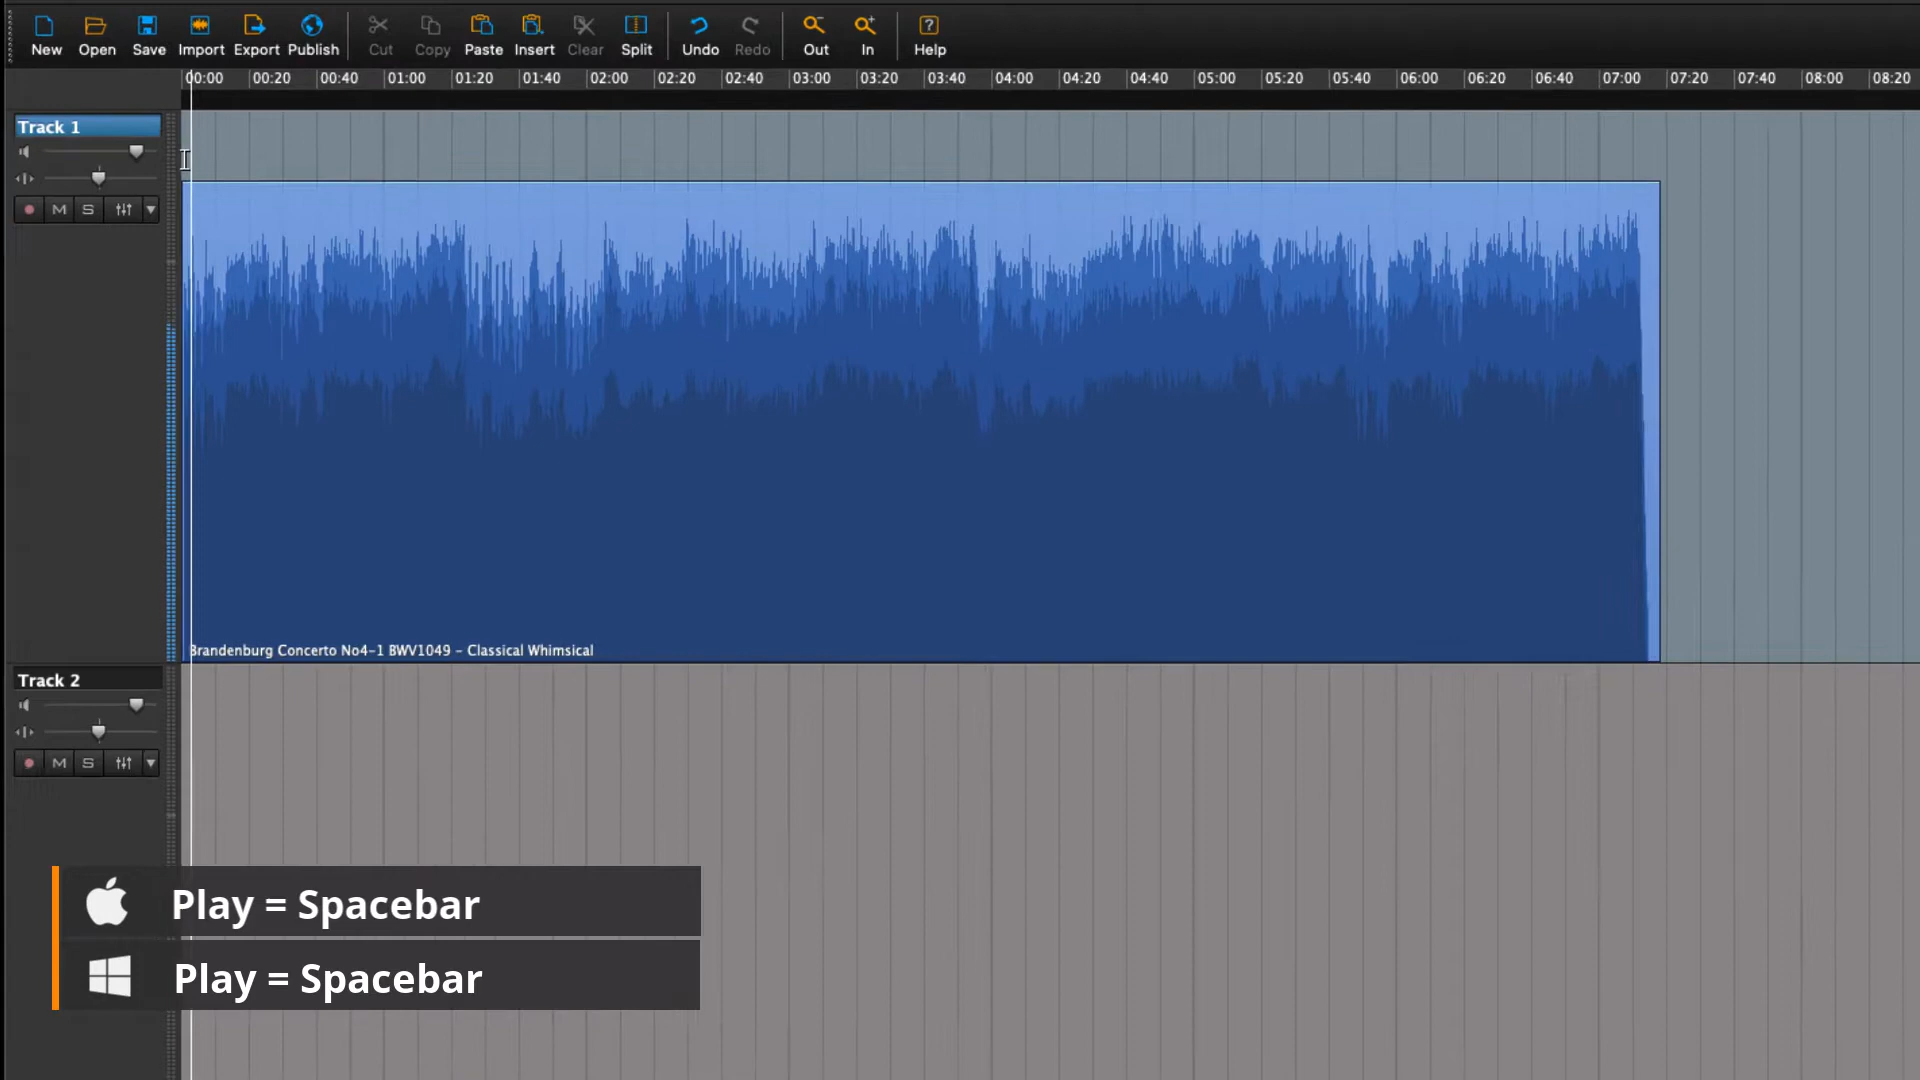 New Open Save Import Export Publish Cut Copy Paste Insert Clear Split Undo Redo Out In Help
00:00 00:20 00:40 01:00 01:20 01:40 02:00 02:20 02:40 03:00 03:20 03:40 04:00 04:20 04:40 05:00 05:20 05:40 06:00 06:20 06:40 07:00 07:20 07:40 08:00 08:20
Track 1
M S
Brandenburg Concerto No4-1 BWV1049 - Classical Whimsical
Track 2
M S
Play = Spacebar
Play = Spacebar